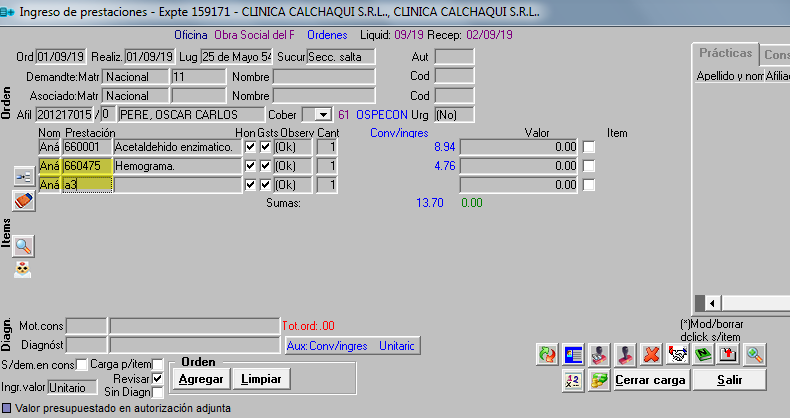 Ingreso de prestaciones - Expte 159171 - CLINICA CALCHAQUI S.R.L., CLINICA CALCHAQUI S.R.L..
Oficina Obra Social del F Ordenes Liquid: 09/19 Recep: 02/09/19
Orden
Ord 01/09/19 Realiz. 01/09/19 Lug 25 de Mayo 54 Sucur Secc. salta Aut
Demandte:Matr Nacional 11 Nombre Cod
Asociado:Matr Nacional Nombre Cod
Afil 201217015 / 0 PERE, OSCAR CARLOS Cober 61 OSPECON Urg (No)
Prácticas Cons
Apellido y nom Afilia
Items
Nom Prestación Hon Gsts Observ Cant Conv/ingres Valor Item
Aná 660001 Acetaldehido enzimatico. (Ok) 1 8.94 0.00
Aná 660475 Hemograma. (Ok) 1 4.76 0.00
Aná a3 (Ok) 1 0.00
Sumas: 13.70 0.00
Diagn.
Mot.cons Tot.ord:.00
Diagnóst Aux:Conv/ingres Unitaric
(*)Mod/borrar
dclick s/item
S/dem.en cons Carga p/item Orden
Revisar Agregar Limpiar
Ingr.valor Unitario Sin Diagn
Cerrar carga Salir
Valor presupuestado en autorización adjunta